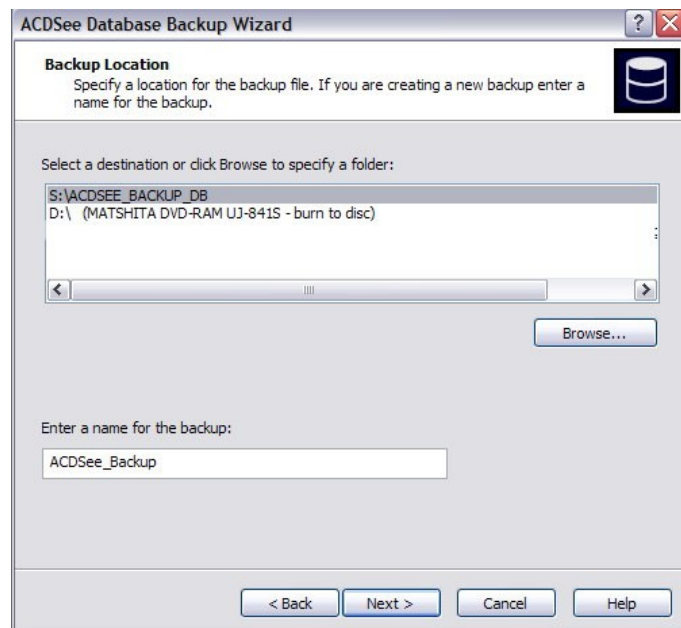 ACDSee Database Backup Wizard
?
Backup Location
Specify a location for the backup file. If you are creating a new backup enter a
name for the backup.
Select a destination or click Browse to specify a folder:
S:\ACDSEE_BACKUP_DB
D:\ (MATSHITA DVD-RAM UJ-841S - burn to disc)
Browse...
Enter a name for the backup:
ACDSee_Backup
< Back Next > Cancel Help